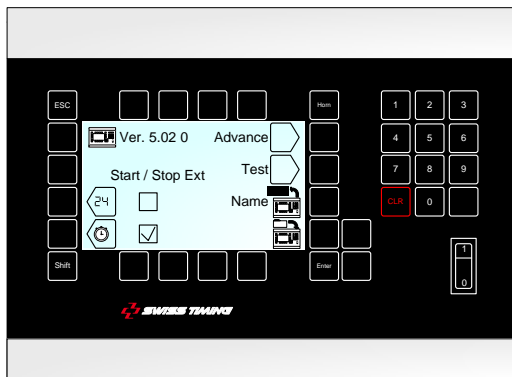 ESC
Horn
1 2 3
Ver. 5.02 0 Advance
4 5 6
Test
7 8 9
Start / Stop Ext
24
Name
CLR 0
Shift
Enter
1
0
SWISS TIMING